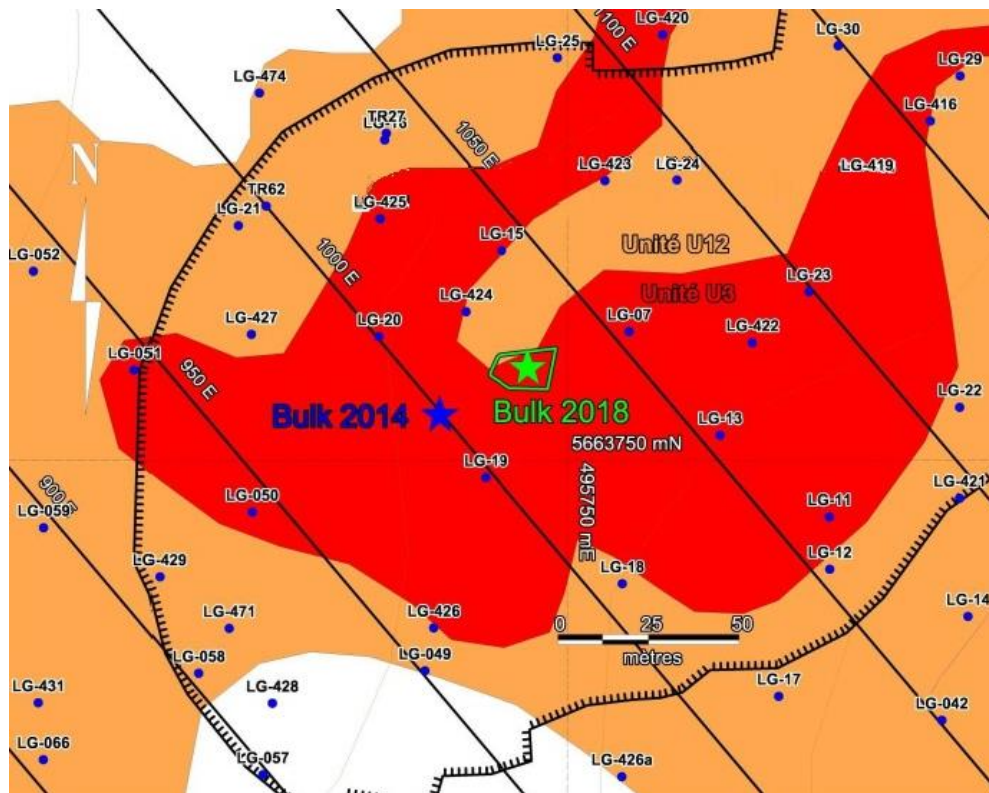 1100 E
LG-420
LG-30
LG-25
LG-29
LG-474
LG-416
TR27
LG-16
1050 E
N
LG-423
LG-24
LG-419
TR62
LG-425
LG-21
LG-15
Unité U12
LG-052
1000 E
LG-23
Unité U3
LG-424
LG-427
LG-20
LG-07
LG-422
LG-051
950 E
Bulk 2014
Bulk 2018
LG-22
LG-13
5663750 mN
LG-19
495750 mE
900 E
LG-050
LG-421
LG-059
LG-11
LG-429
LG-18
LG-12
LG-471
LG-426
0 25 50
LG-14
mètres
LG-058
LG-049
LG-431
LG-428
LG-17
LG-042
LG-066
LG-057
LG-426a